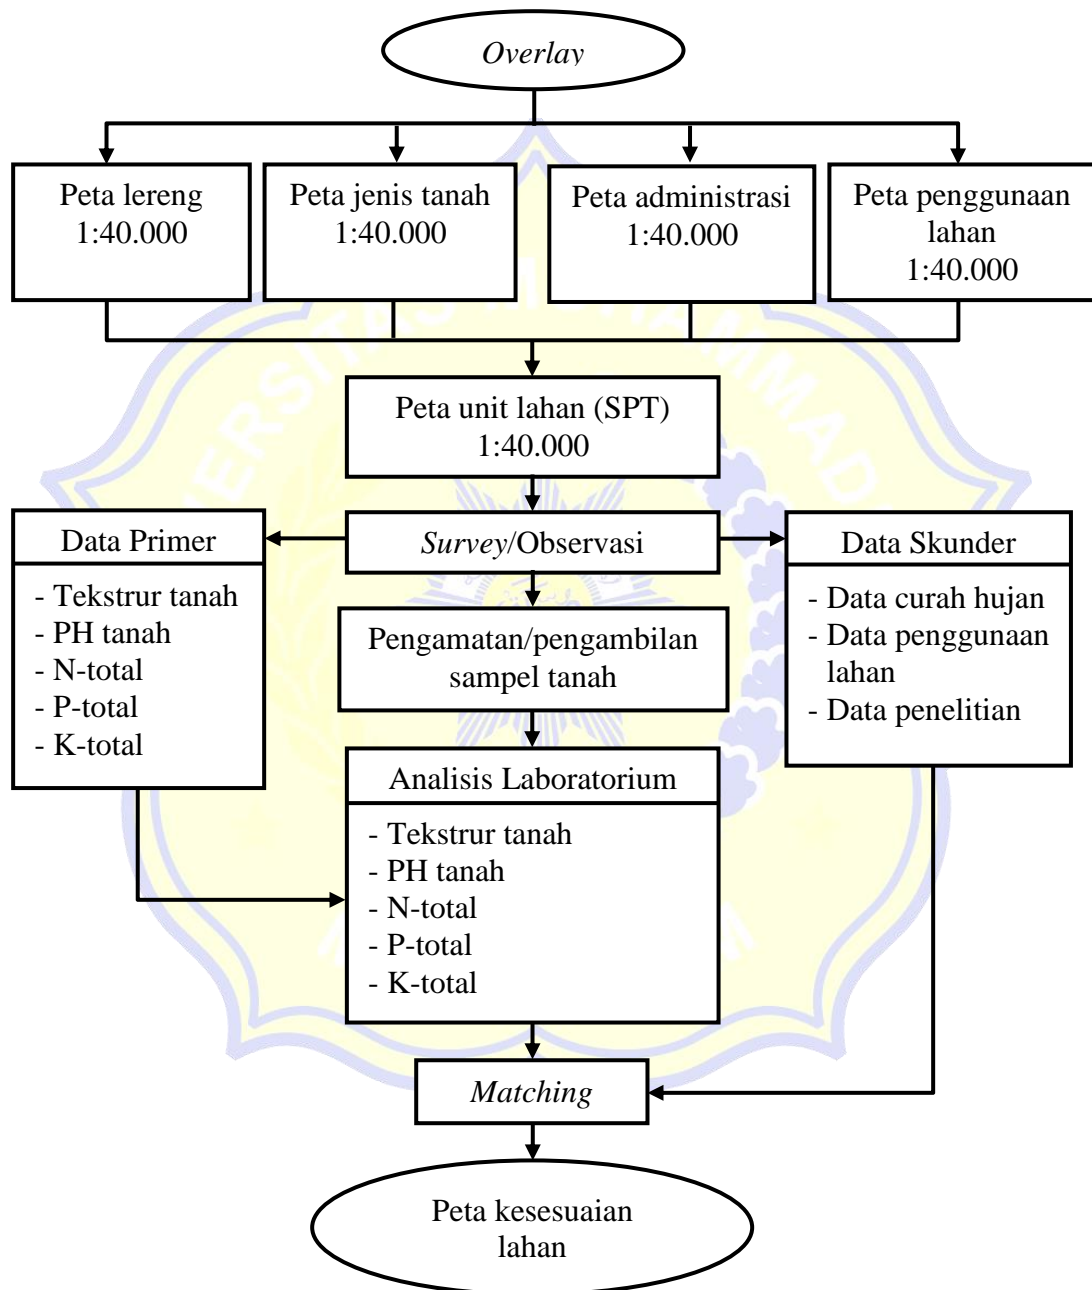 Overlay
Peta lereng
1:40.000
Peta jenis tanah
1:40.000
Peta administrasi
1:40.000
Peta penggunaan
lahan
1:40.000
Peta unit lahan (SPT)
1:40.000
Data Primer
- Tekstrur tanah
- PH tanah
- N-total
- P-total
- K-total
Survey/Observasi
Data Skunder
- Data curah hujan
- Data penggunaan
lahan
- Data penelitian
Pengamatan/pengambilan
sampel tanah
Analisis Laboratorium
- Tekstrur tanah
- PH tanah
- N-total
- P-total
- K-total
Matching
Peta kesesuaian
lahan